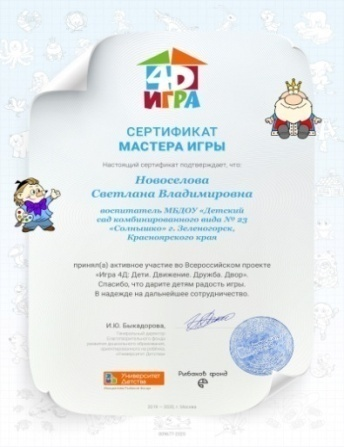 4D
ИГРА
СЕРТИФИКАТ
МАСТЕРА ИГРЫ
Настоящий сертификат подтверждает, что:
Новоселова
Светлана Владимировна
воспитатель МБДОУ «Детский
сад комбинированного вида № 23
«Солнышко» г. Зеленогорск,
Красноярского края
принял(а) активное участие во Всероссийском проекте
«Игра 4Д: Дети. Движение. Дружба. Двор».
Спасибо, что дарите детям радость игры.
В надежде на дальнейшее сотрудничество.
И.Ю. Быкадорова,
Генеральный директор
Университет
Детства
Рыбаков фонд